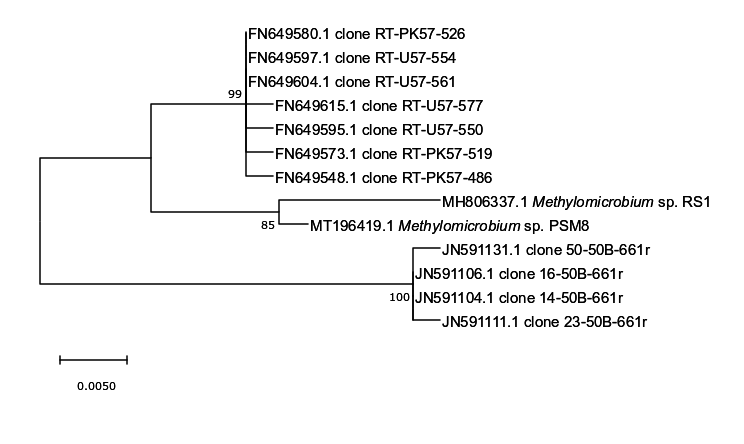 FN649580.1 clone RT-PK57-526
FN649597.1 clone RT-U57-554
FN649604.1 clone RT-U57-561
99
FN649615.1 clone RT-U57-577
FN649595.1 clone RT-U57-550
FN649573.1 clone RT-PK57-519
FN649548.1 clone RT-PK57-486
MH806337.1 Methylomicrobium sp. RS1
85
MT196419.1 Methylomicrobium sp. PSM8
JN591131.1 clone 50-50B-661r
JN591106.1 clone 16-50B-661r
100
JN591104.1 clone 14-50B-661r
JN591111.1 clone 23-50B-661r
0.0050